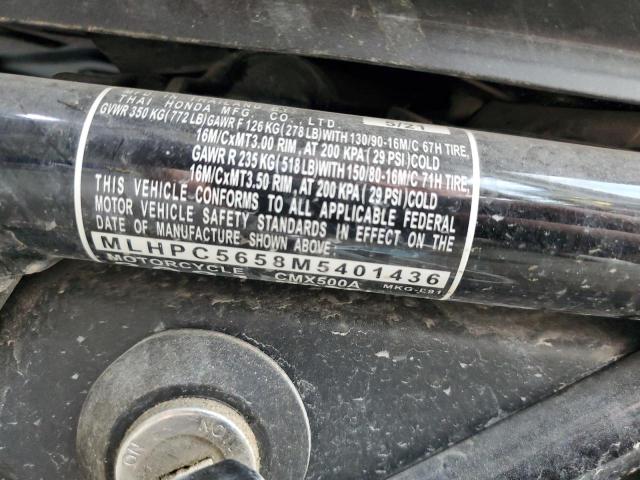 THAI HONDA MFG. CO., LTD. 5/21
GVWR 350 KG(772 LB)GAWR F 126 KG(278 LB)WITH 130/90-16M/C 67H TIRE,
16M/CxMT3.00 RIM, AT 200 KPA(29 PSI)COLD
GAWR R 235 KG(518 LB)WITH 150/80-16M/C 71H TIRE,
16M/CxMT3.50 RIM, AT 200 KPA(29 PSI)COLD
THIS VEHICLE CONFORMS TO ALL APPLICABLE FEDERAL
MOTOR VEHICLE SAFETY STANDARDS IN EFFECT ON THE
DATE OF MANUFACTURE SHOWN ABOVE.
MLHPC5658M5401436
MOTORCYCLE CMX500A
ON